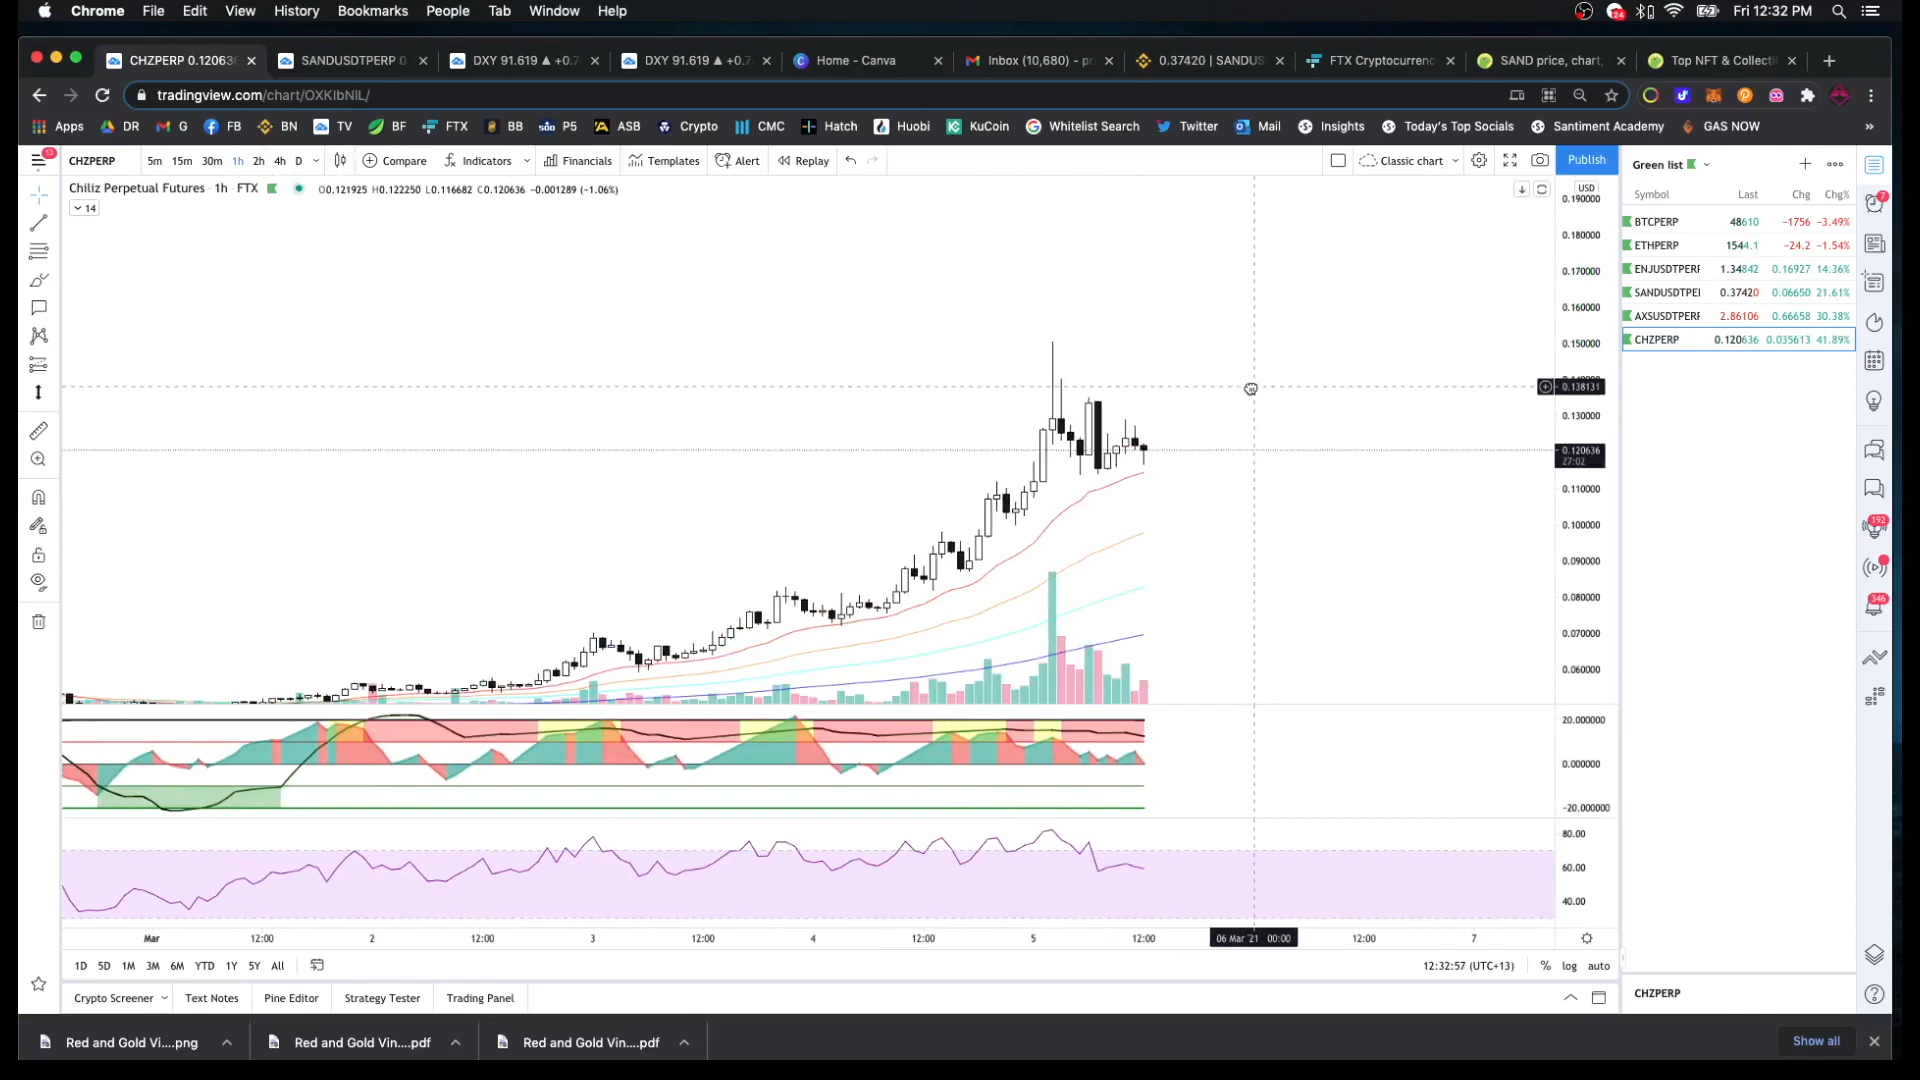 Chrome File Edit View History Bookmarks People Tab Window Help 24 Fri 12:32 PM
CHZPERP 0.12063 SANDUSDTPERP 0 DXY 91.619 ▲ +0.7 DXY 91.619 ▲ +0.7 Home - Canva Inbox (10,680) - pr 0.37420 | SANDUS FTX Cryptocurrenc SAND price, chart, Top NFT & Collecti
tradingview.com/chart/OXKIbNIL/
Apps DR G FB BN TV BF FTX BB P5 ASB Crypto CMC Hatch Huobi KuCoin Whitelist Search Twitter Mail Insights Today's Top Socials Santiment Academy GAS NOW »
13 CHZPERP 5m 15m 30m 1h 2h 4h D Compare Indicators Financials Templates Alert Replay Classic chart Publish Green list
Chiliz Perpetual Futures · 1h · FTX O0.121925 H0.122250 L0.116682 C0.120636 −0.001289 (−1.06%)
14
USD
0.190000
0.180000
0.170000
0.160000
0.150000
0.138131
0.130000
0.120636
27:02
0.110000
0.100000
0.090000
0.080000
0.070000
0.060000
20.000000
0.000000
-20.000000
80.00
60.00
40.00
Symbol Last Chg Chg%
BTCPERP 48610 −1756 −3.49%
ETHPERP 1544.1 −24.2 −1.54%
ENJUSDTPERF 1.34842 0.16927 14.36%
SANDUSDTPEI 0.37420 0.06650 21.61%
AXSUSDTPERF 2.86106 0.66658 30.38%
CHZPERP 0.120636 0.035613 41.89%
7
192
346
Mar 12:00 2 12:00 3 12:00 4 12:00 5 12:00 06 Mar '21 00:00 12:00 7
1D 5D 1M 3M 6M YTD 1Y 5Y All 12:32:57 (UTC+13) % log auto
Crypto Screener Text Notes Pine Editor Strategy Tester Trading Panel CHZPERP
Red and Gold Vi....png Red and Gold Vin....pdf Red and Gold Vin....pdf Show all